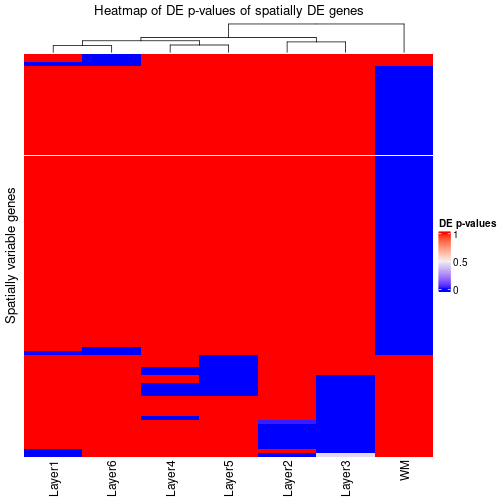 Heatmap of DE p-values of spatially DE genes
Spatially variable genes
DE p-values
1
0.5
0
Layer1
Layer6
Layer4
Layer5
Layer2
Layer3
WM